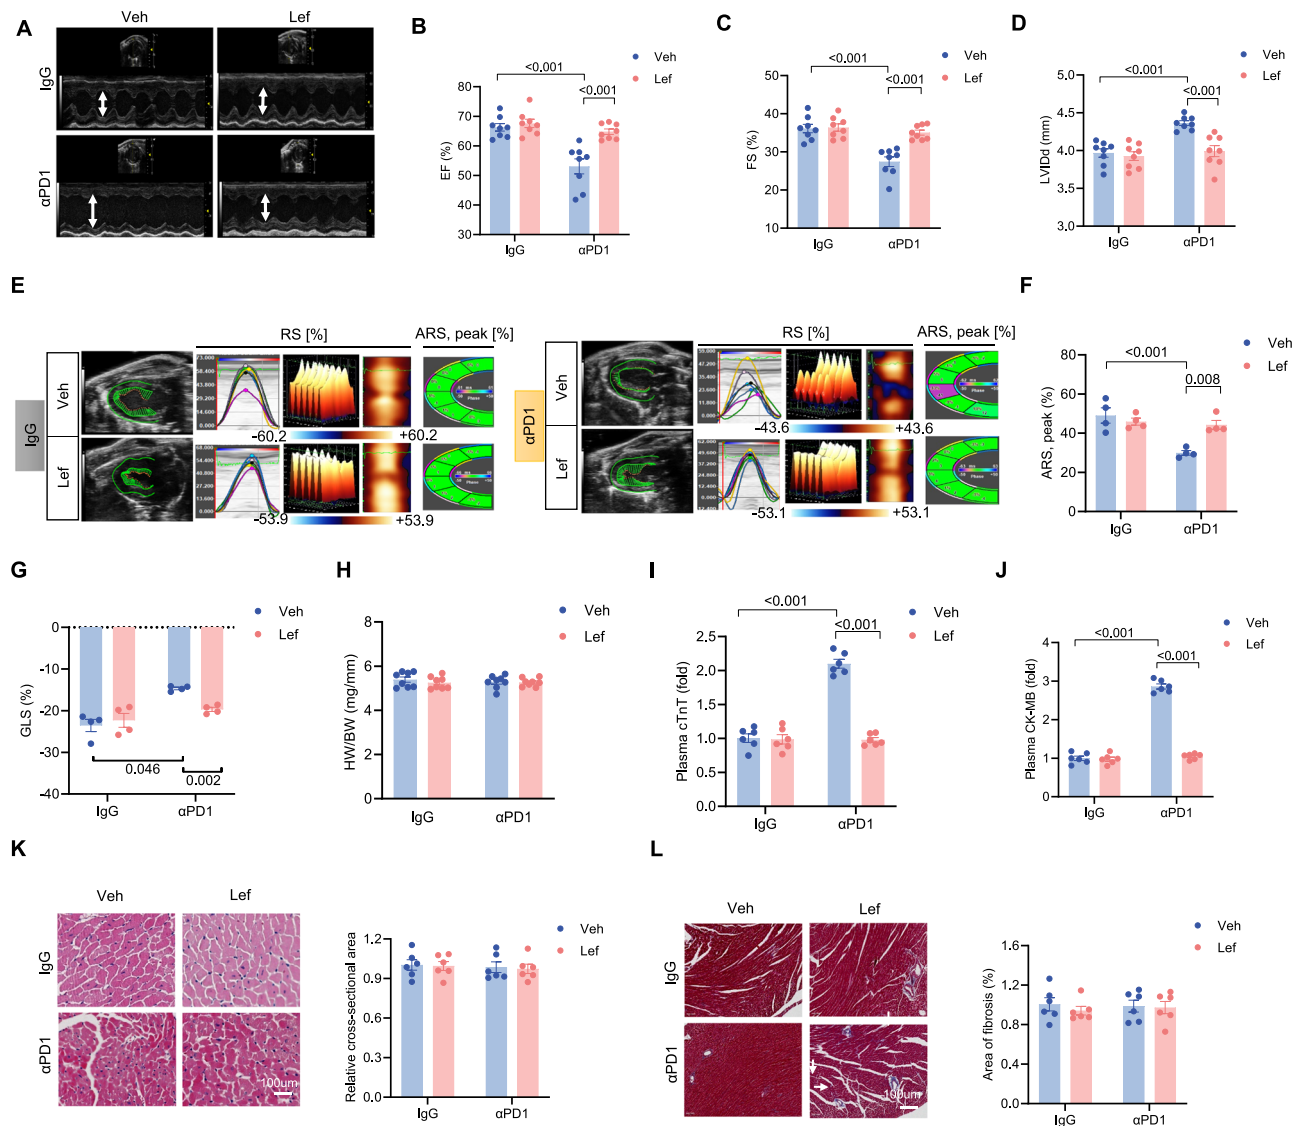 A
Veh
Lef
IgG
αPD1
B
Veh
Lef
<0.001
<0.001
EF (%)
80
70
60
50
40
30
IgG
αPD1
C
Veh
Lef
<0.001
<0.001
FS (%)
50
40
30
20
10
IgG
αPD1
D
Veh
Lef
<0.001
<0.001
LVIDd (mm)
5.0
4.5
4.0
3.5
3.0
IgG
αPD1
E
RS [%]
ARS, peak [%]
IgG
Veh
Lef
-60.2
+60.2
-53.9
+53.9
RS [%]
ARS, peak [%]
αPD1
Veh
Lef
-43.6
+43.6
-53.1
+53.1
F
Veh
Lef
<0.001
0.008
ARS, peak (%)
80
60
40
20
0
IgG
αPD1
G
Veh
Lef
GLS (%)
0
-10
-20
-30
-40
0.046
0.002
IgG
αPD1
H
Veh
Lef
HW/BW (mg/mm)
8
6
4
2
0
IgG
αPD1
I
Veh
Lef
<0.001
<0.001
Plasma cTnT (fold)
2.5
2.0
1.5
1.0
0.5
0.0
IgG
αPD1
J
Veh
Lef
<0.001
<0.001
Plasma CK-MB (fold)
4
3
2
1
0
IgG
αPD1
K
Veh
Lef
IgG
αPD1
100um
Veh
Lef
Relative cross-sectional area
1.2
0.9
0.6
0.3
0.0
IgG
αPD1
L
Veh
Lef
IgG
αPD1
100um
Veh
Lef
Area of fibrosis (%)
1.6
1.2
0.8
0.4
0.0
IgG
αPD1